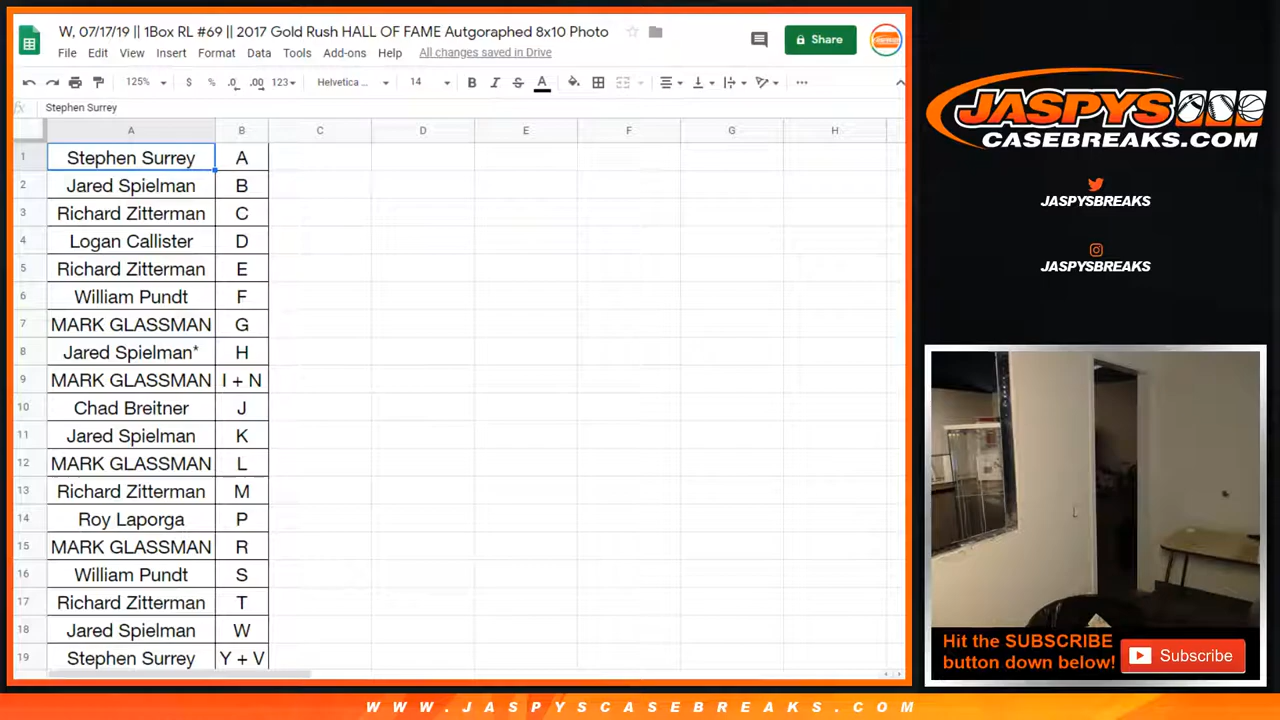 W, 07/17/19 || 1Box RL #69 || 2017 Gold Rush HALL OF FAME Autgoraphed 8x10 Photo
File Edit View Insert Format Data Tools Add-ons Help All changes saved in Drive
Share
125% $ % .0 .00 123 Helvetica ... 14 B I S A
fx Stephen Surrey
A B C D E F G H
1 Stephen Surrey A
2 Jared Spielman B
3 Richard Zitterman C
4 Logan Callister D
5 Richard Zitterman E
6 William Pundt F
7 MARK GLASSMAN G
8 Jared Spielman* H
9 MARK GLASSMAN I + N
10 Chad Breitner J
11 Jared Spielman K
12 MARK GLASSMAN L
13 Richard Zitterman M
14 Roy Laporga P
15 MARK GLASSMAN R
16 William Pundt S
17 Richard Zitterman T
18 Jared Spielman W
19 Stephen Surrey Y + V
JASPYS
CASEBREAKS.COM
JASPYSBREAKS
JASPYSBREAKS
Hit the SUBSCRIBE
button down below!
Subscribe
WWW.JASPYSCASEBREAKS.COM